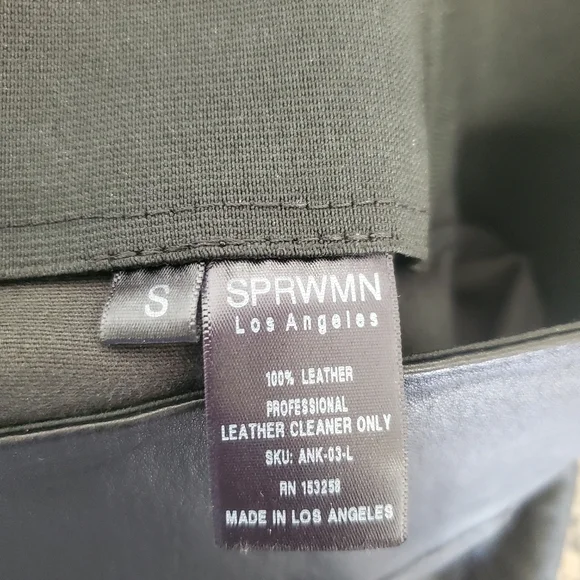 S
SPRWMN
Los Angeles
100% LEATHER
PROFESSIONAL
LEATHER CLEANER ONLY
SKU: ANK-03-L
RN 153258
MADE IN LOS ANGELES